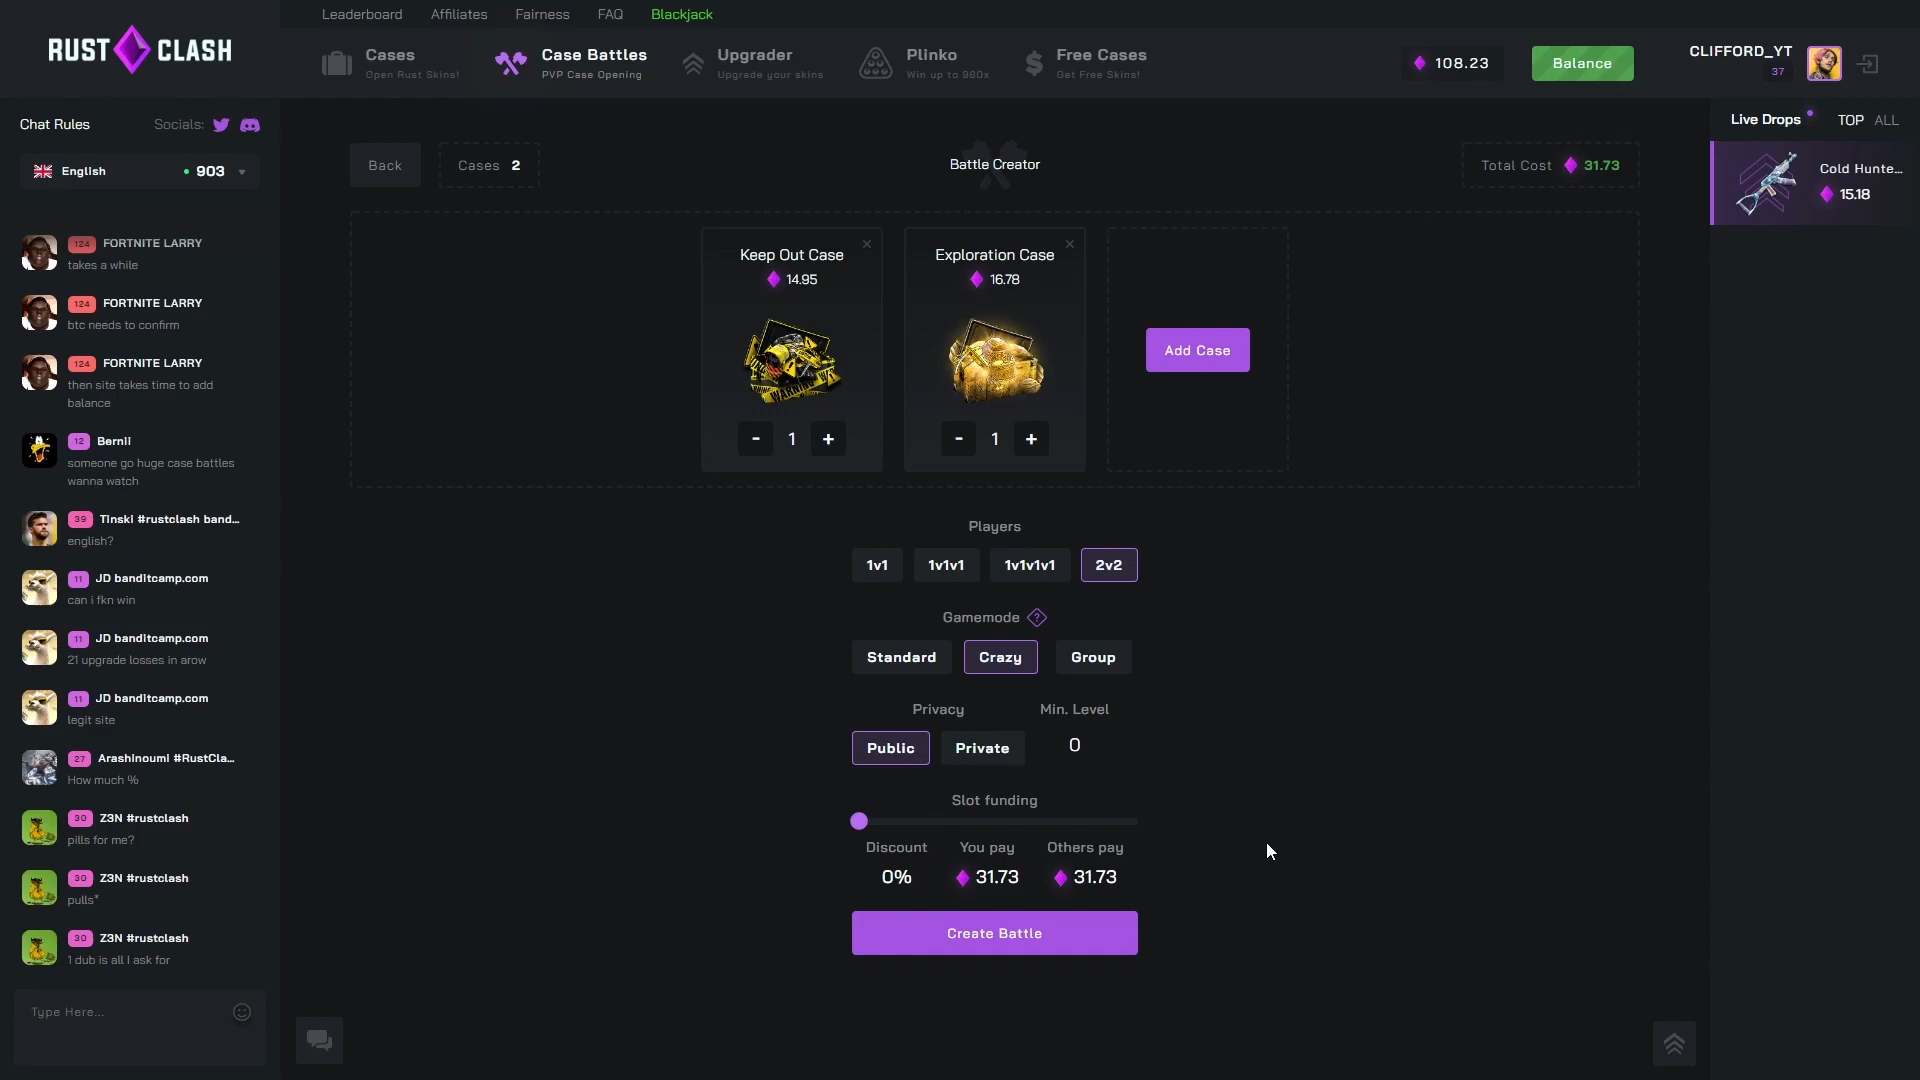 Leaderboard Affiliates Fairness FAQ Blackjack
RUST CLASH
Cases
Open Rust Skins!
Case Battles
PVP Case Opening
Upgrader
Upgrade your skins
Plinko
Win up to 960x
Free Cases
Get Free Skins!
108.23
Balance
CLIFFORD_YT
37
Chat Rules
Socials:
English
903
124 FORTNITE LARRY
takes a while
124 FORTNITE LARRY
btc needs to confirm
124 FORTNITE LARRY
then site takes time to add
balance
12 Bernii
someone go huge case battles
wanna watch
39 Tinski #rustclash band...
english?
11 JD banditcamp.com
can i fkn win
11 JD banditcamp.com
21 upgrade losses in arow
11 JD banditcamp.com
legit site
27 Arashinoumi #RustCla...
How much %
30 Z3N #rustclash
pills for me?
30 Z3N #rustclash
pulls*
30 Z3N #rustclash
1 dub is all I ask for
Type Here...
Back
Cases 2
Battle Creator
Total Cost 31.73
Keep Out Case
14.95
WARNING
- 1 +
Exploration Case
16.78
- 1 +
Add Case
Players
1v1 1v1v1 1v1v1v1 2v2
Gamemode ?
Standard Crazy Group
Privacy Min. Level
Public Private 0
Slot funding
Discount You pay Others pay
0% 31.73 31.73
Create Battle
Live Drops TOP ALL
Cold Hunte...
15.18